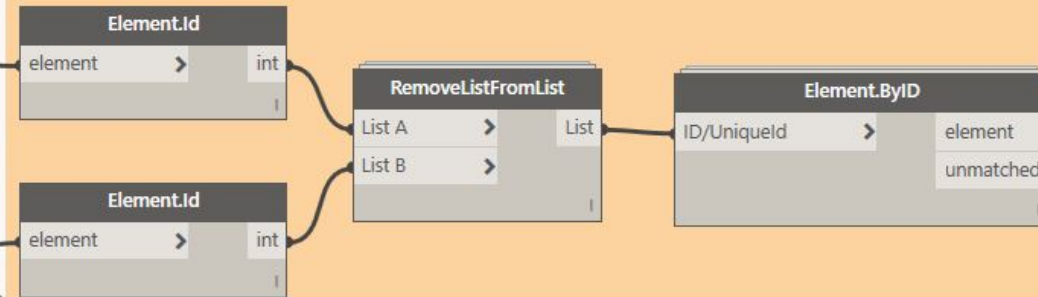 Element.Id
element > int
RemoveListFromList
List A > List
List B >
Element.ByID
ID/UniqueId > element
unmatched
Element.Id
element > int